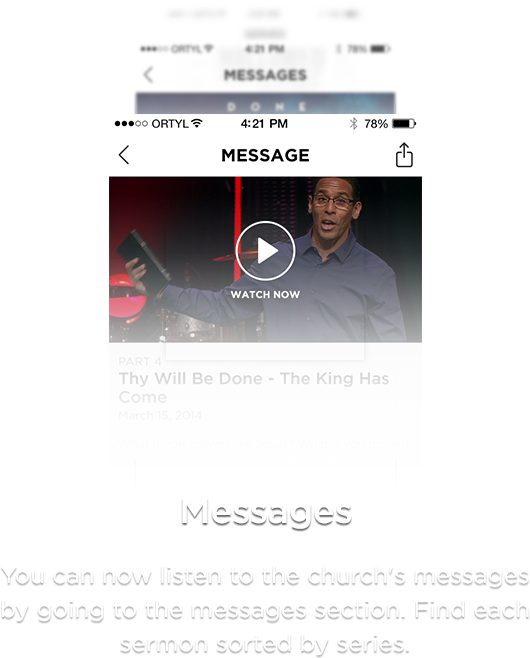 ORTYL 4:21 PM 78%
MESSAGES
DONE
ORTYL 4:21 PM 78%
MESSAGE
WATCH NOW
PART 4
Thy Will Be Done - The King Has
Come
March 15, 2014
Messages
You can now listen to the church's messages
by going to the messages section. Find each
sermon sorted by series.